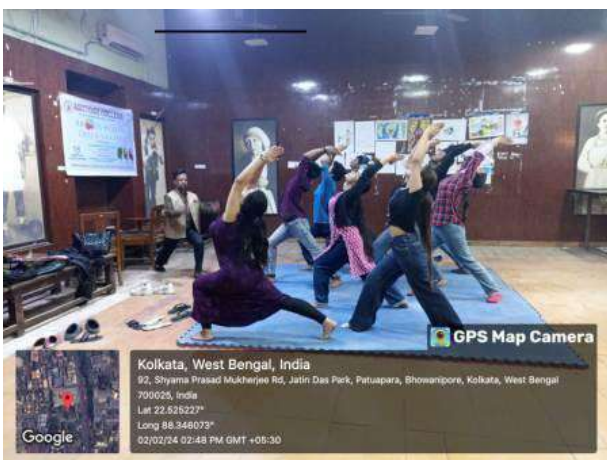 GPS Map Camera
Kolkata, West Bengal, India
92, Shyama Prasad Mukherjee Rd, Jatin Das Park, Patuapara, Bhowanipore, Kolkata, West Bengal
700025, India
Lat 22.525227°
Long 88.346073°
02/02/24 02:48 PM GMT +05:30
Google